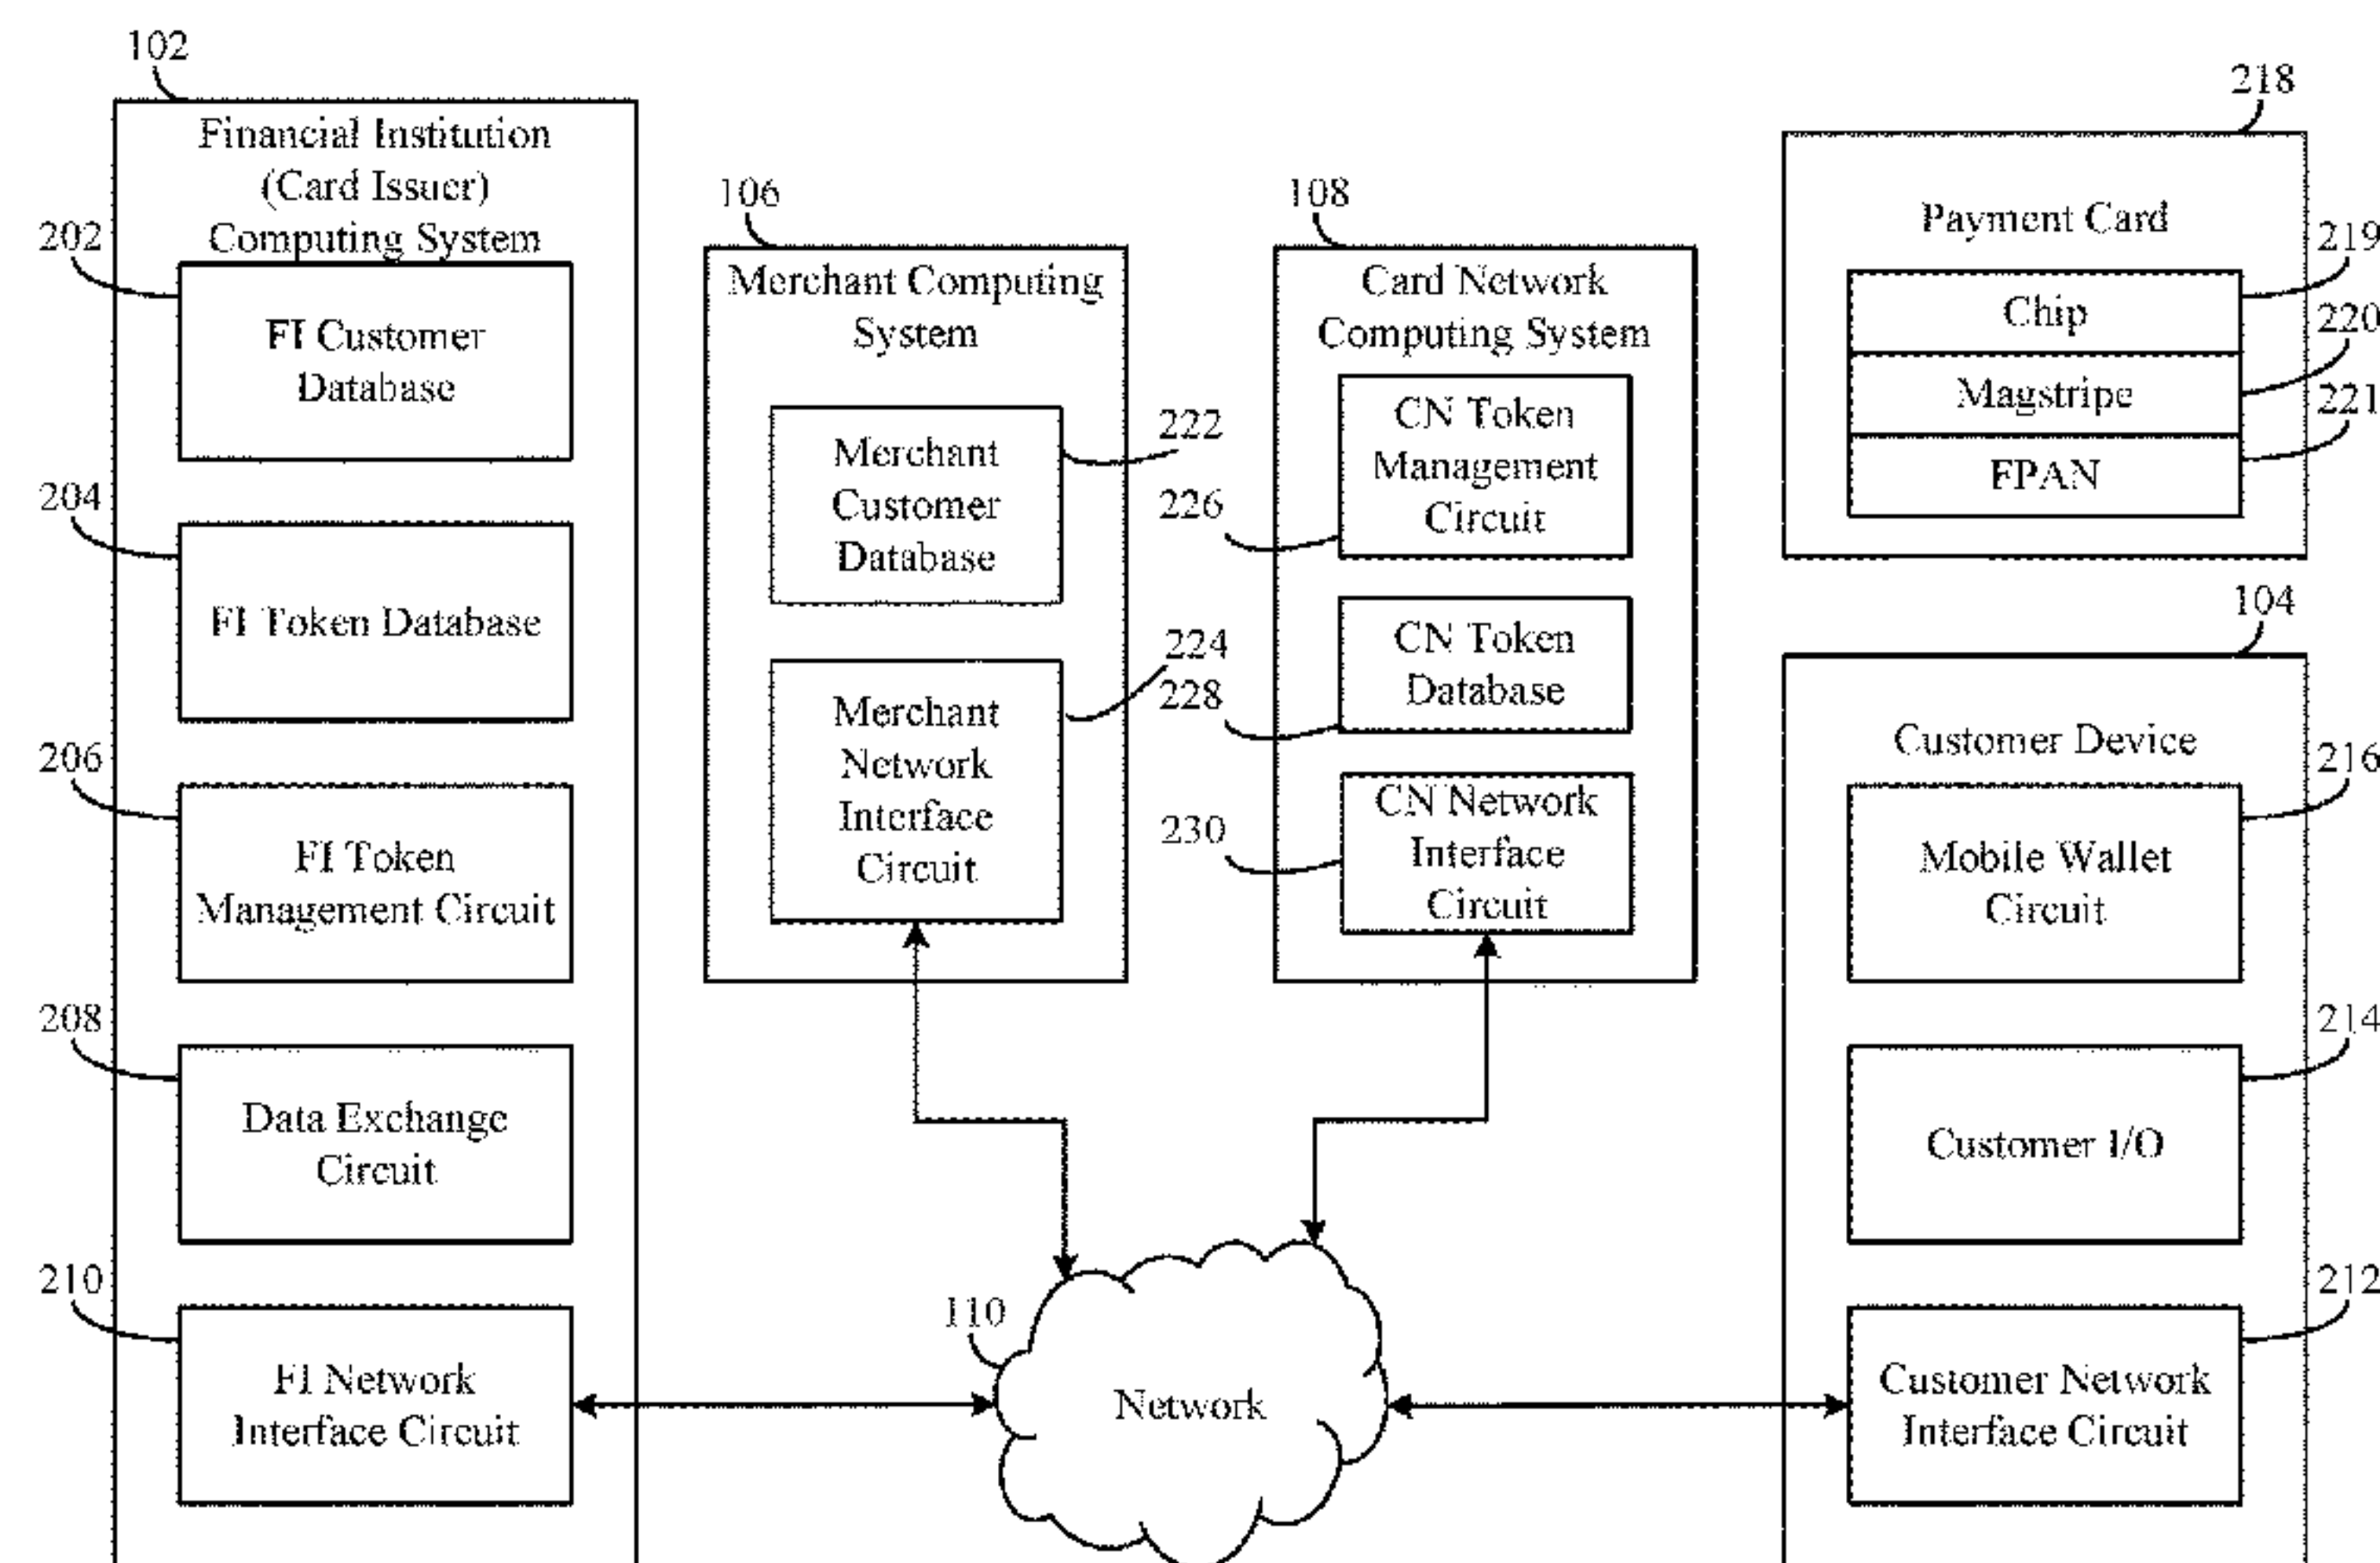 102
Financial Institution
(Card Issuer)
Computing System
202
FI Customer
Database
204
FI Token Database
206
FI Token
Management Circuit
208
Data Exchange
Circuit
210
FI Network
Interface Circuit
106
Merchant Computing
System
222
Merchant
Customer
Database
224
Merchant
Network
Interface
Circuit
108
Card Network
Computing System
226
CN Token
Management
Circuit
228
CN Token
Database
230
CN Network
Interface
Circuit
110
Network
218
Payment Card
219
Chip
220
Magstripe
221
FPAN
104
Customer Device
216
Mobile Wallet
Circuit
214
Customer I/O
212
Customer Network
Interface Circuit